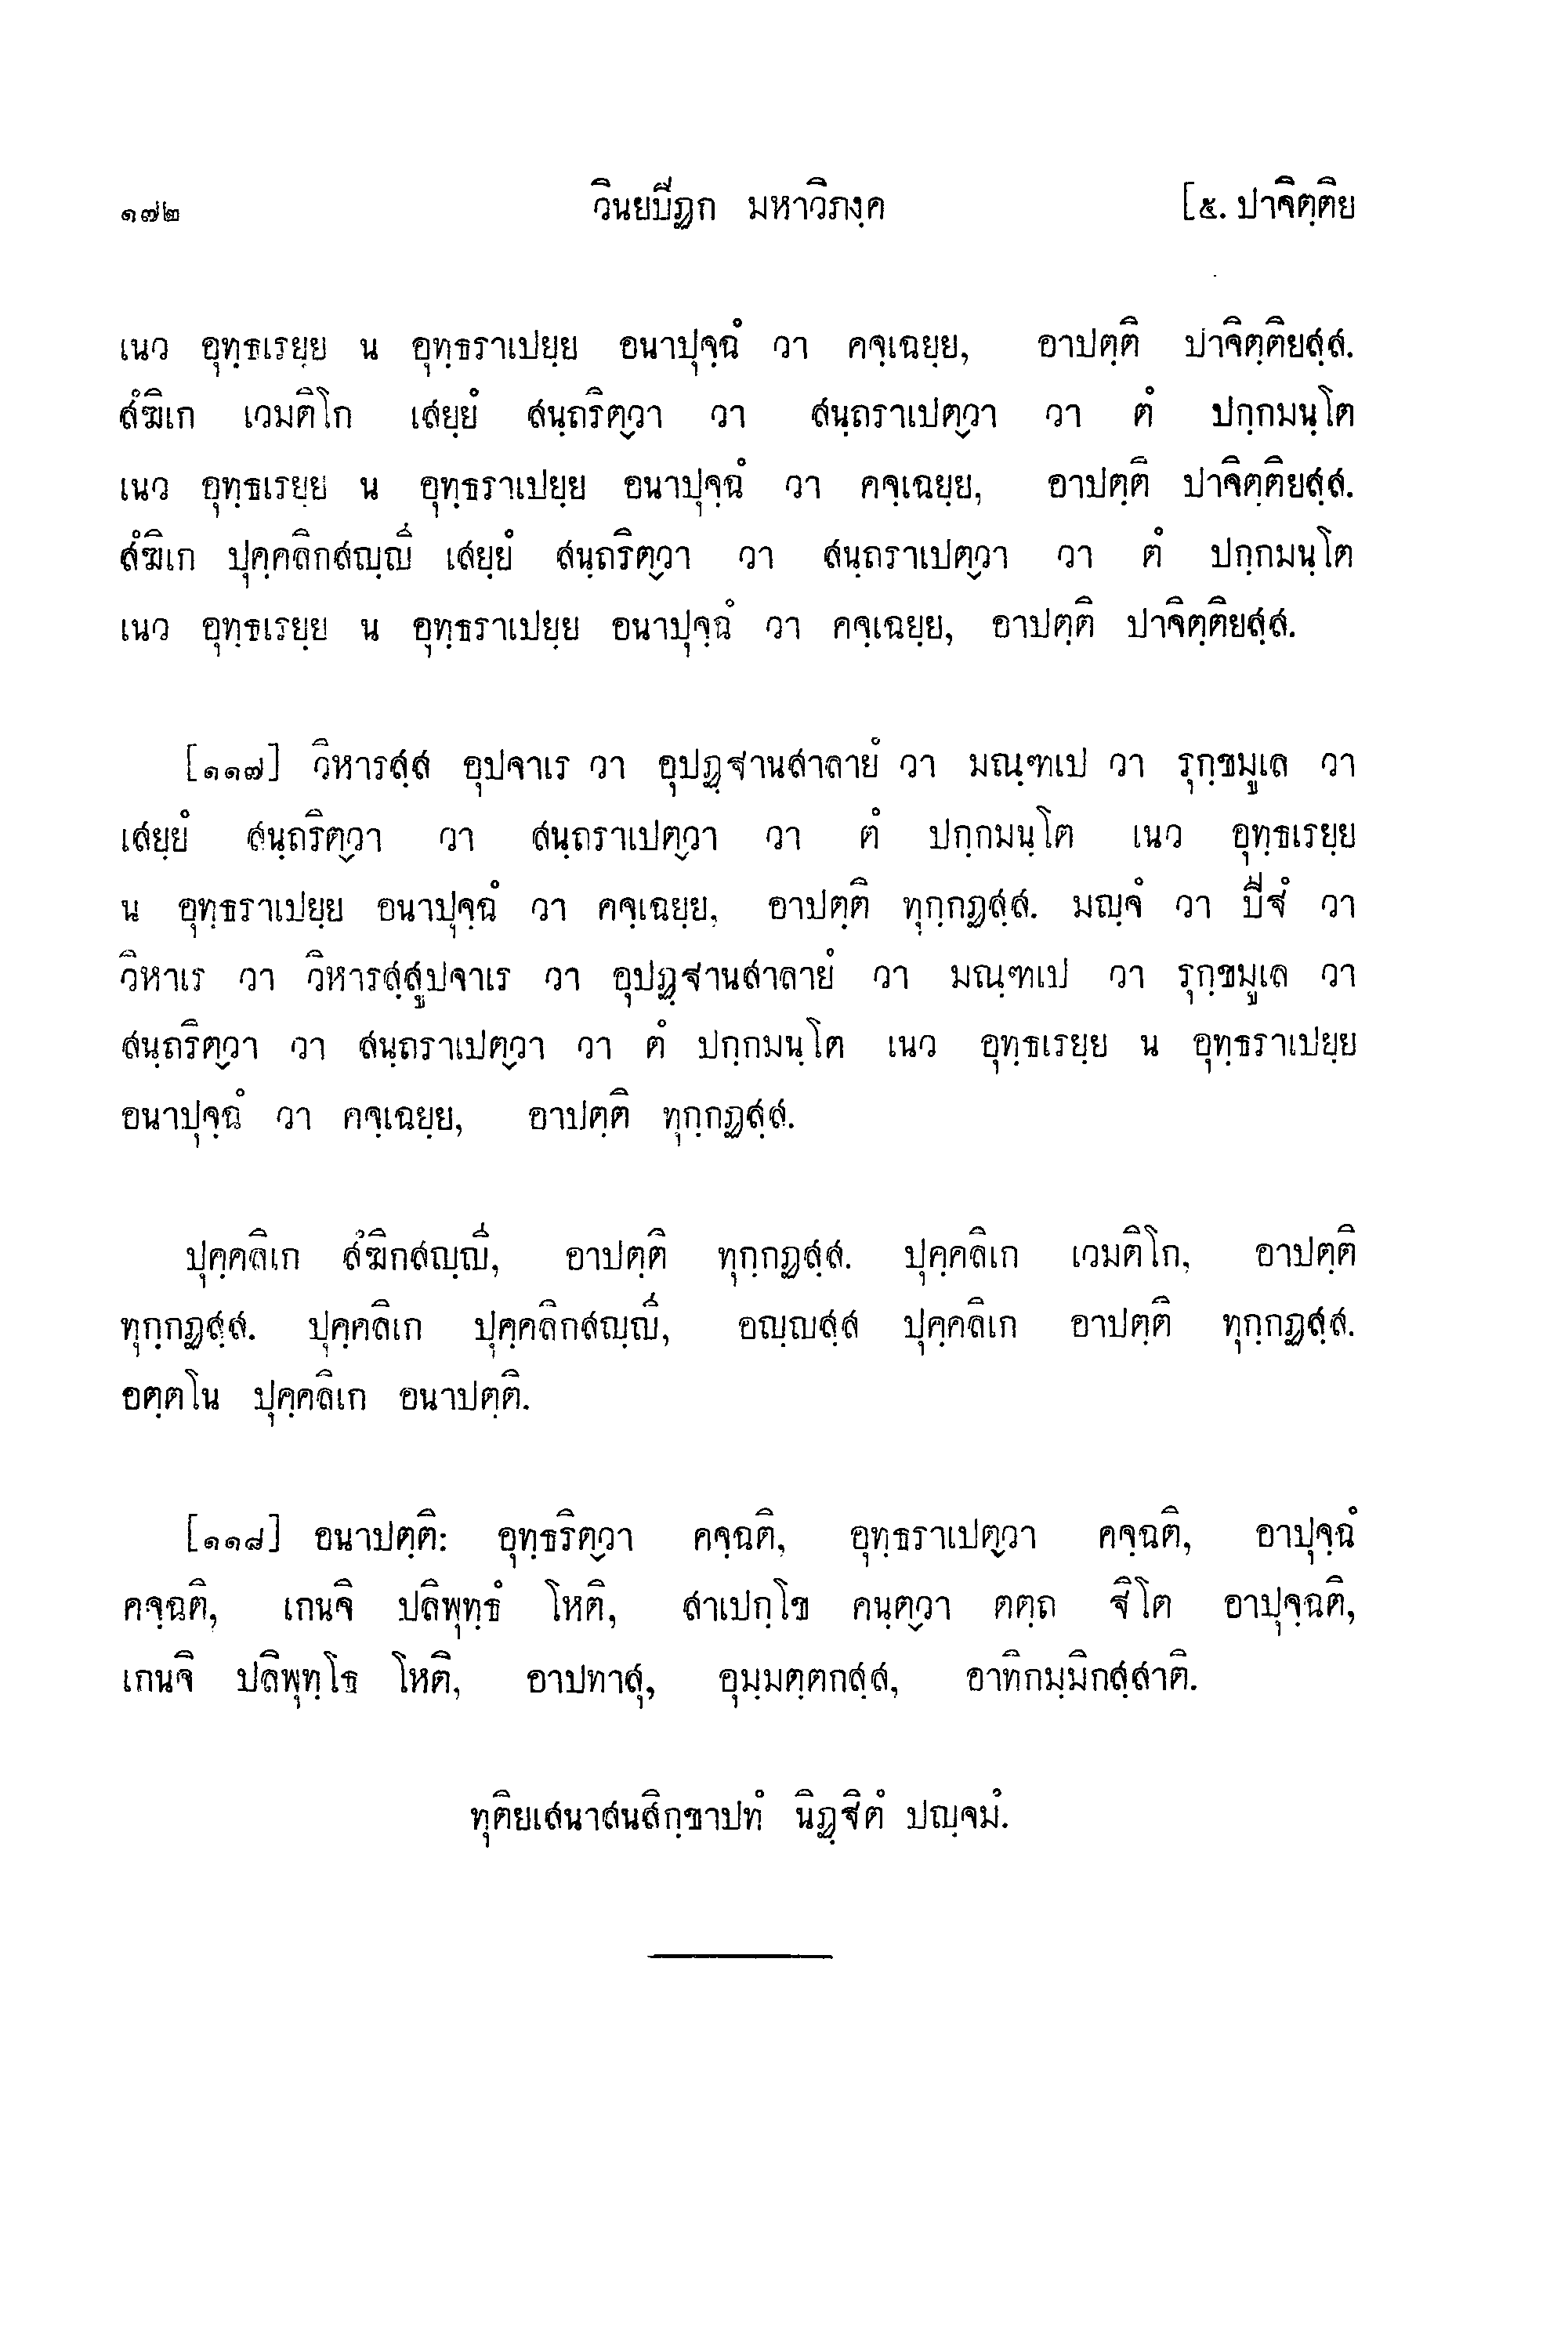 ๑๗๒ วินยปีฏก มหาวิภงฺค [๕. ปาจิตฺติย
เนว อุทฺธเรยฺย น อุทฺธราเปยฺย อนาปุจฺฉํ วา คจฺเฉยฺย, อาปตฺติ ปาจิตฺติยสฺส.
สํฆิเก เวมติโก เสยฺยํ สนฺถริตฺวา วา สนฺถราเปตฺวา วา ตํ ปกฺกมนฺโต
เนว อุทฺธเรยฺย น อุทฺธราเปยฺย อนาปุจฺฉํ วา คจฺเฉยฺย, อาปตฺติ ปาจิตฺติยสฺส.
สํฆิเก ปุคฺคลิกสญฺญี เสยฺยํ สนฺถริตฺวา วา สนฺถราเปตฺวา วา ตํ ปกฺกมนฺโต
เนว อุทฺธเรยฺย น อุทฺธราเปยฺย อนาปุจฺฉํ วา คจฺเฉยฺย, อาปตฺติ ปาจิตฺติยสฺส.
[๑๑๗] วิหารสฺส อุปจาเร วา อุปฏฺฐานสาลายํ วา มณฺฑเป วา รุกฺขมูเล วา
เสยฺยํ สนฺถริตฺวา วา สนฺถราเปตฺวา วา ตํ ปกฺกมนฺโต เนว อุทฺธเรยฺย
น อุทฺธราเปยฺย อนาปุจฺฉํ วา คจฺเฉยฺย, อาปตฺติ ทุกฺกฏสฺส. มญฺจํ วา ปีฐํ วา
วิหาเร วา วิหารสฺสูปจาเร วา อุปฏฺฐานสาลายํ วา มณฺฑเป วา รุกฺขมูเล วา
สนฺถริตฺวา วา สนฺถราเปตฺวา วา ตํ ปกฺกมนฺโต เนว อุทฺธเรยฺย น อุทฺธราเปยฺย
อนาปุจฺฉํ วา คจฺเฉยฺย, อาปตฺติ ทุกฺกฏสฺส.
ปุคฺคลิเก สํฆิกสญฺญี, อาปตฺติ ทุกฺกฏสฺส. ปุคฺคลิเก เวมติโก, อาปตฺติ
ทุกฺกฏสฺส. ปุคฺคลิเก ปุคฺคลิกสญฺญี, อญฺญสฺส ปุคฺคลิเก อาปตฺติ ทุกฺกฏสฺส.
อตฺตโน ปุคฺคลิเก อนาปตฺติ.
[๑๑๘] อนาปตฺติ: อุทฺธริตฺวา คจฺฉติ, อุทฺธราเปตฺวา คจฺฉติ, อาปุจฺฉํ
คจฺฉติ, เกนจิ ปลิพุทฺธํ โหติ, สาเปกฺโข คนฺตฺวา ตตฺถ ฐิโต อาปุจฺฉติ,
เกนจิ ปลิพุทฺโธ โหติ, อาปทาสุ, อุมฺมตฺตกสฺส, อาทิกมฺมิกสฺสาติ.
ทุติยเสนาสนสิกฺขาปทํ นิฏฺฐิตํ ปญฺจมํ.